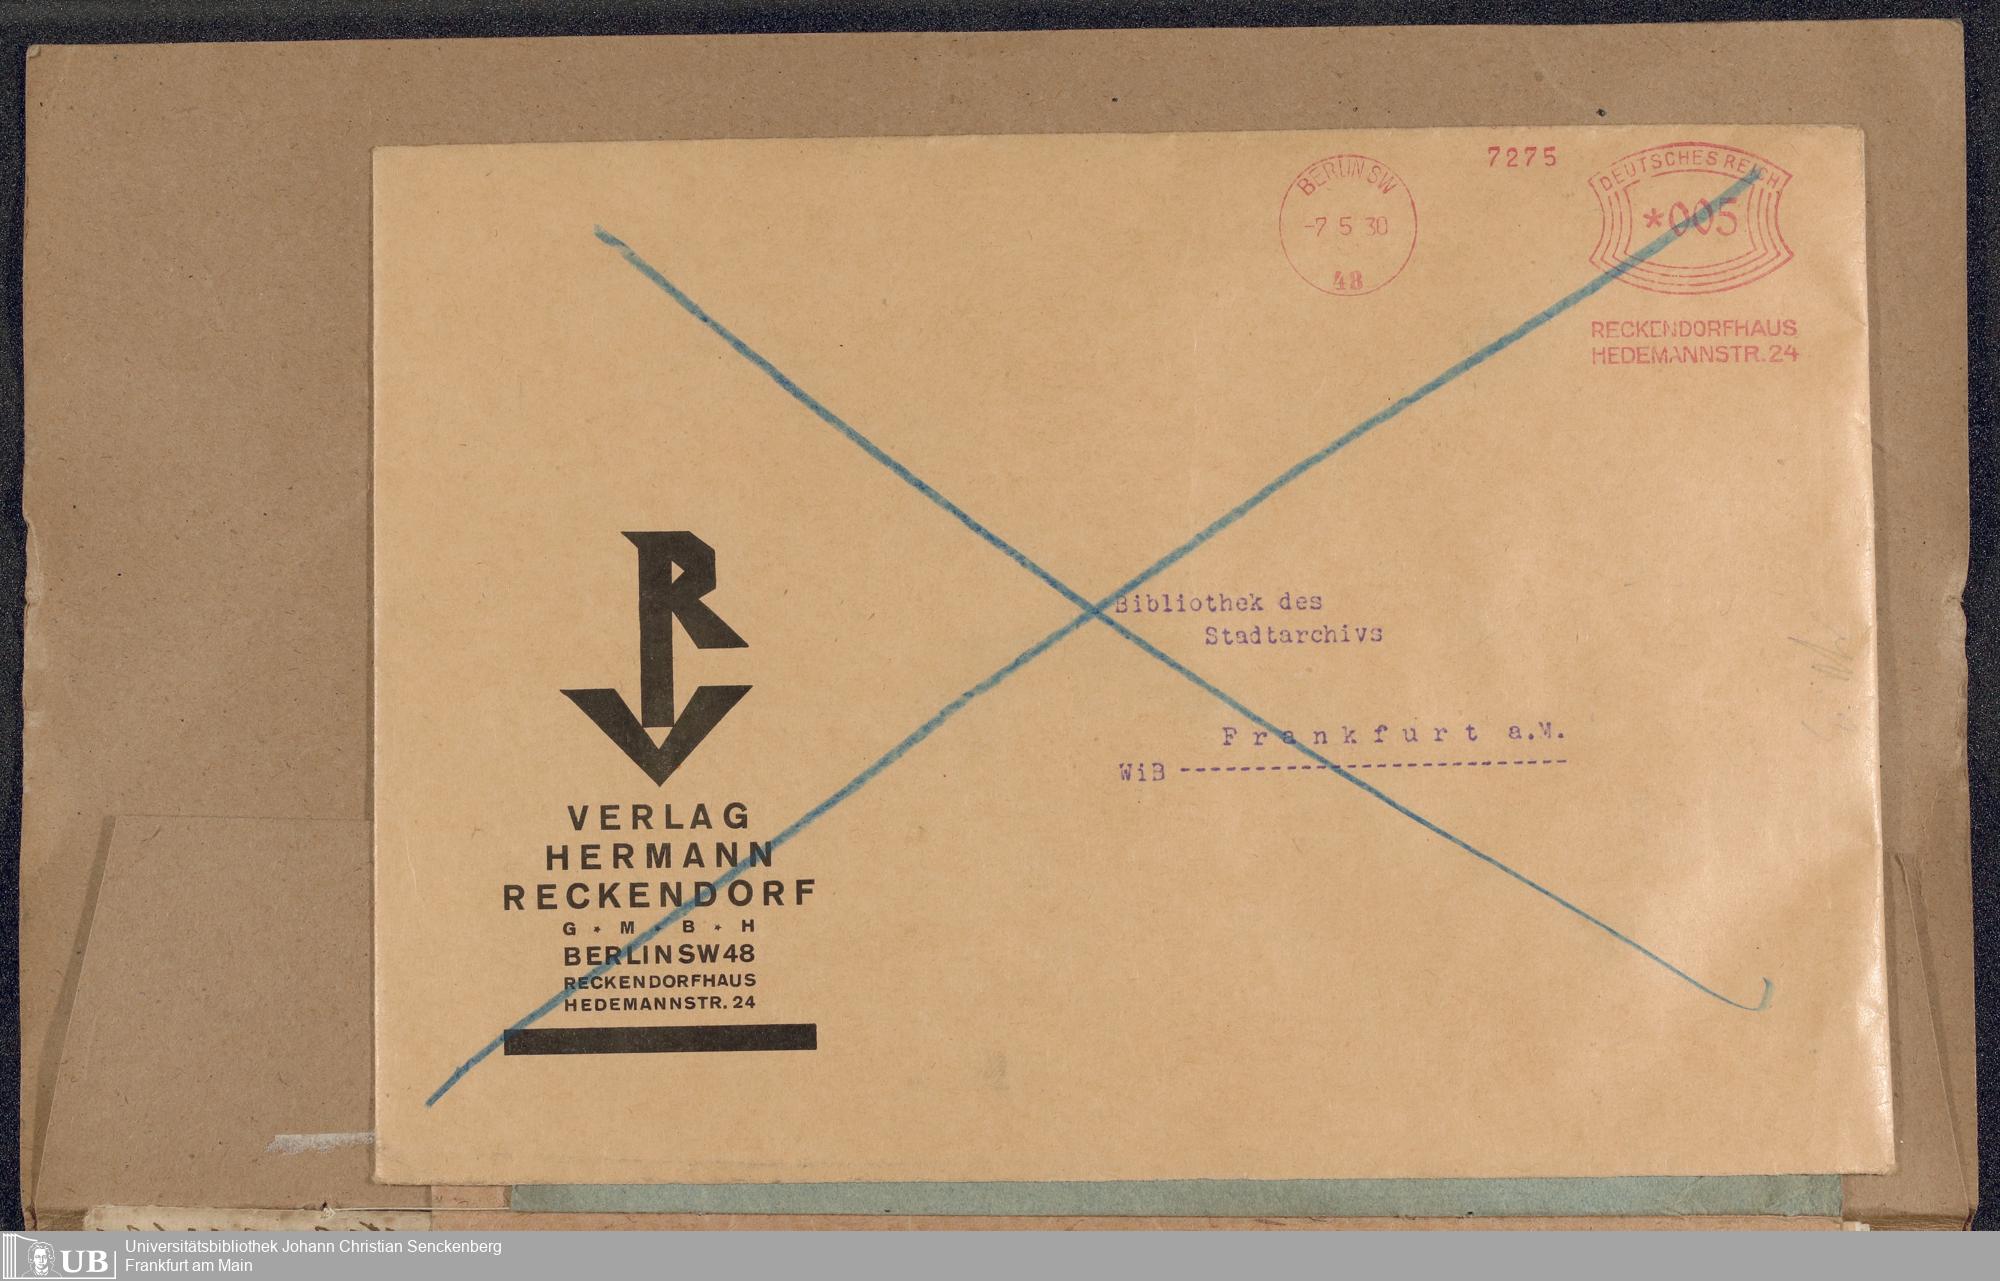 BERLIN SW
-7 5 30
48
7275
DEUTSCHES REICH
*005
RECKENDORFHAUS
HEDEMANNSTR. 24
Bibliothek des
Stadtarchivs
Frankfurt a.M.
WiB ---------------------------
RV
VERLAG
HERMANN
RECKENDORF
G * M * B * H
BERLIN SW 48
RECKENDORFHAUS
HEDEMANNSTR. 24
UB
Universitätsbibliothek Johann Christian Senckenberg
Frankfurt am Main